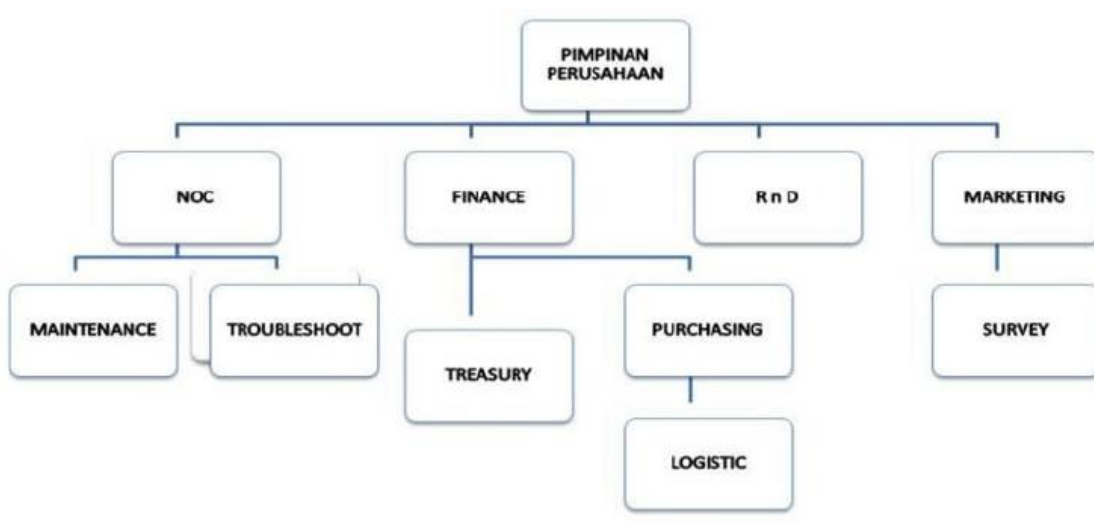 PIMPINAN
PERUSAHAAN
NOC
FINANCE
R n D
MARKETING
MAINTENANCE
TROUBLESHOOT
TREASURY
PURCHASING
SURVEY
LOGISTIC